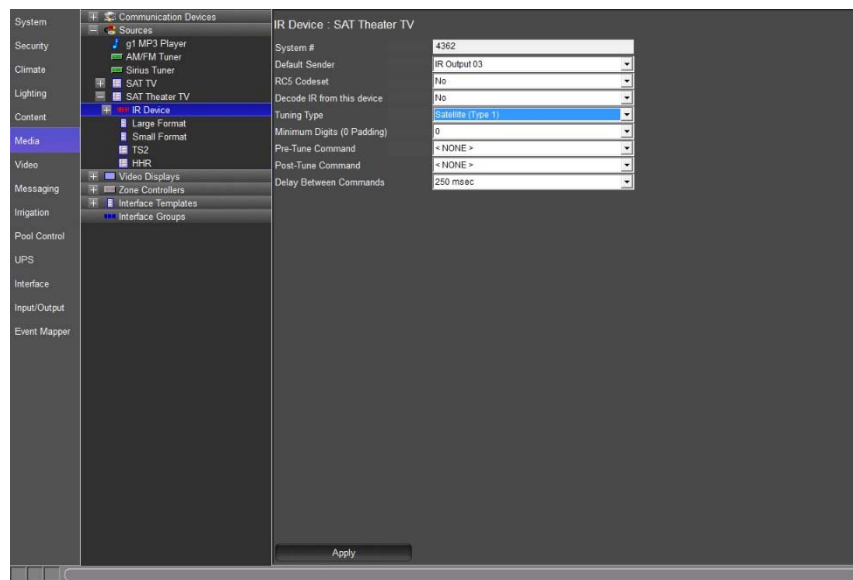 System
Security
Climate
Lighting
Content
Media
Video
Messaging
Irrigation
Pool Control
UPS
Interface
Input/Output
Event Mapper
Communication Devices
Sources
g1 MP3 Player
AM/FM Tuner
Sirius Tuner
SAT TV
SAT Theater TV
IR Device
Large Format
Small Format
TS2
HHR
Video Displays
Zone Controllers
Interface Templates
Interface Groups
IR Device : SAT Theater TV
System # 4362
Default Sender IR Output 03
RC5 Codeset No
Decode IR from this device No
Tuning Type Satellite (Type 1)
Minimum Digits (0 Padding) 0
Pre-Tune Command < NONE >
Post-Tune Command < NONE >
Delay Between Commands 250 msec
Apply